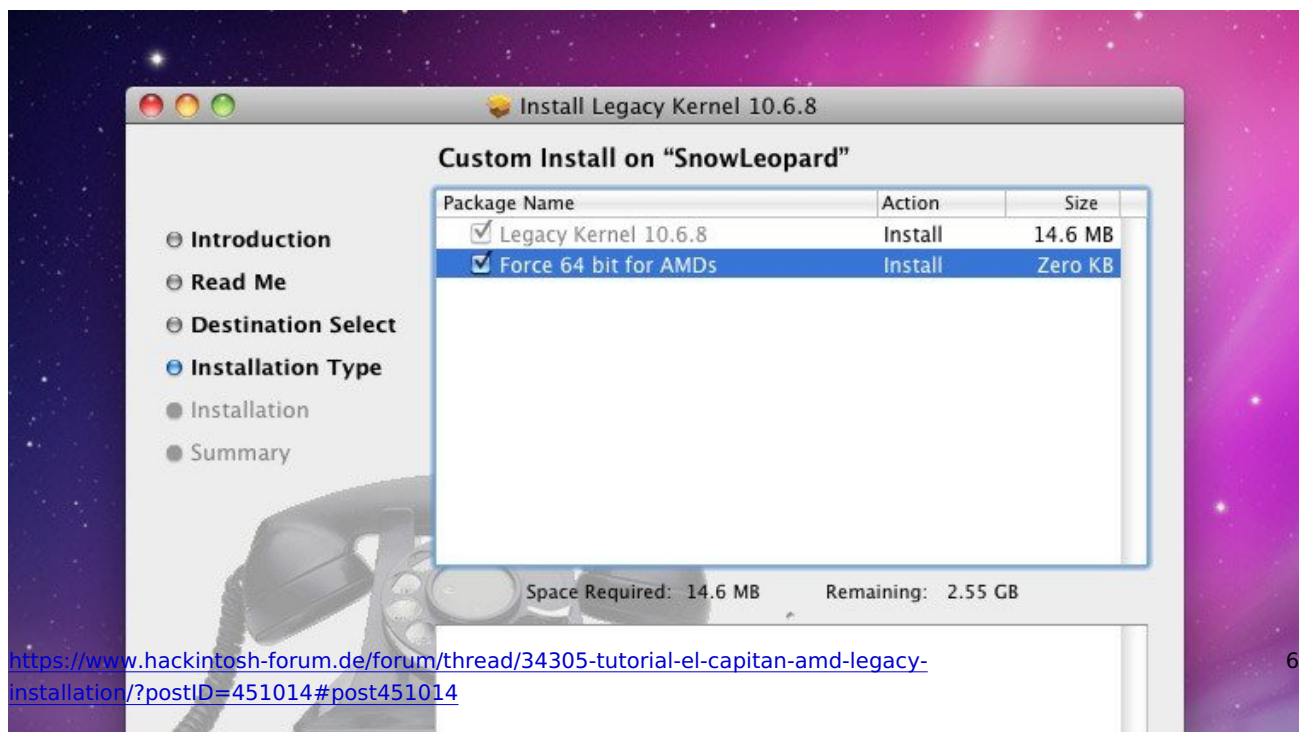 Install Legacy Kernel 10.6.8
Custom Install on “SnowLeopard”
Introduction
Read Me
Destination Select
Installation Type
Installation
Summary
Package Name Action Size
Legacy Kernel 10.6.8 Install 14.6 MB
Force 64 bit for AMDs Install Zero KB
Space Required: 14.6 MB Remaining: 2.55 GB
https://www.hackintosh-forum.de/forum/thread/34305-tutorial-el-capitan-amd-legacy-
installation/?postID=451014#post451014
6